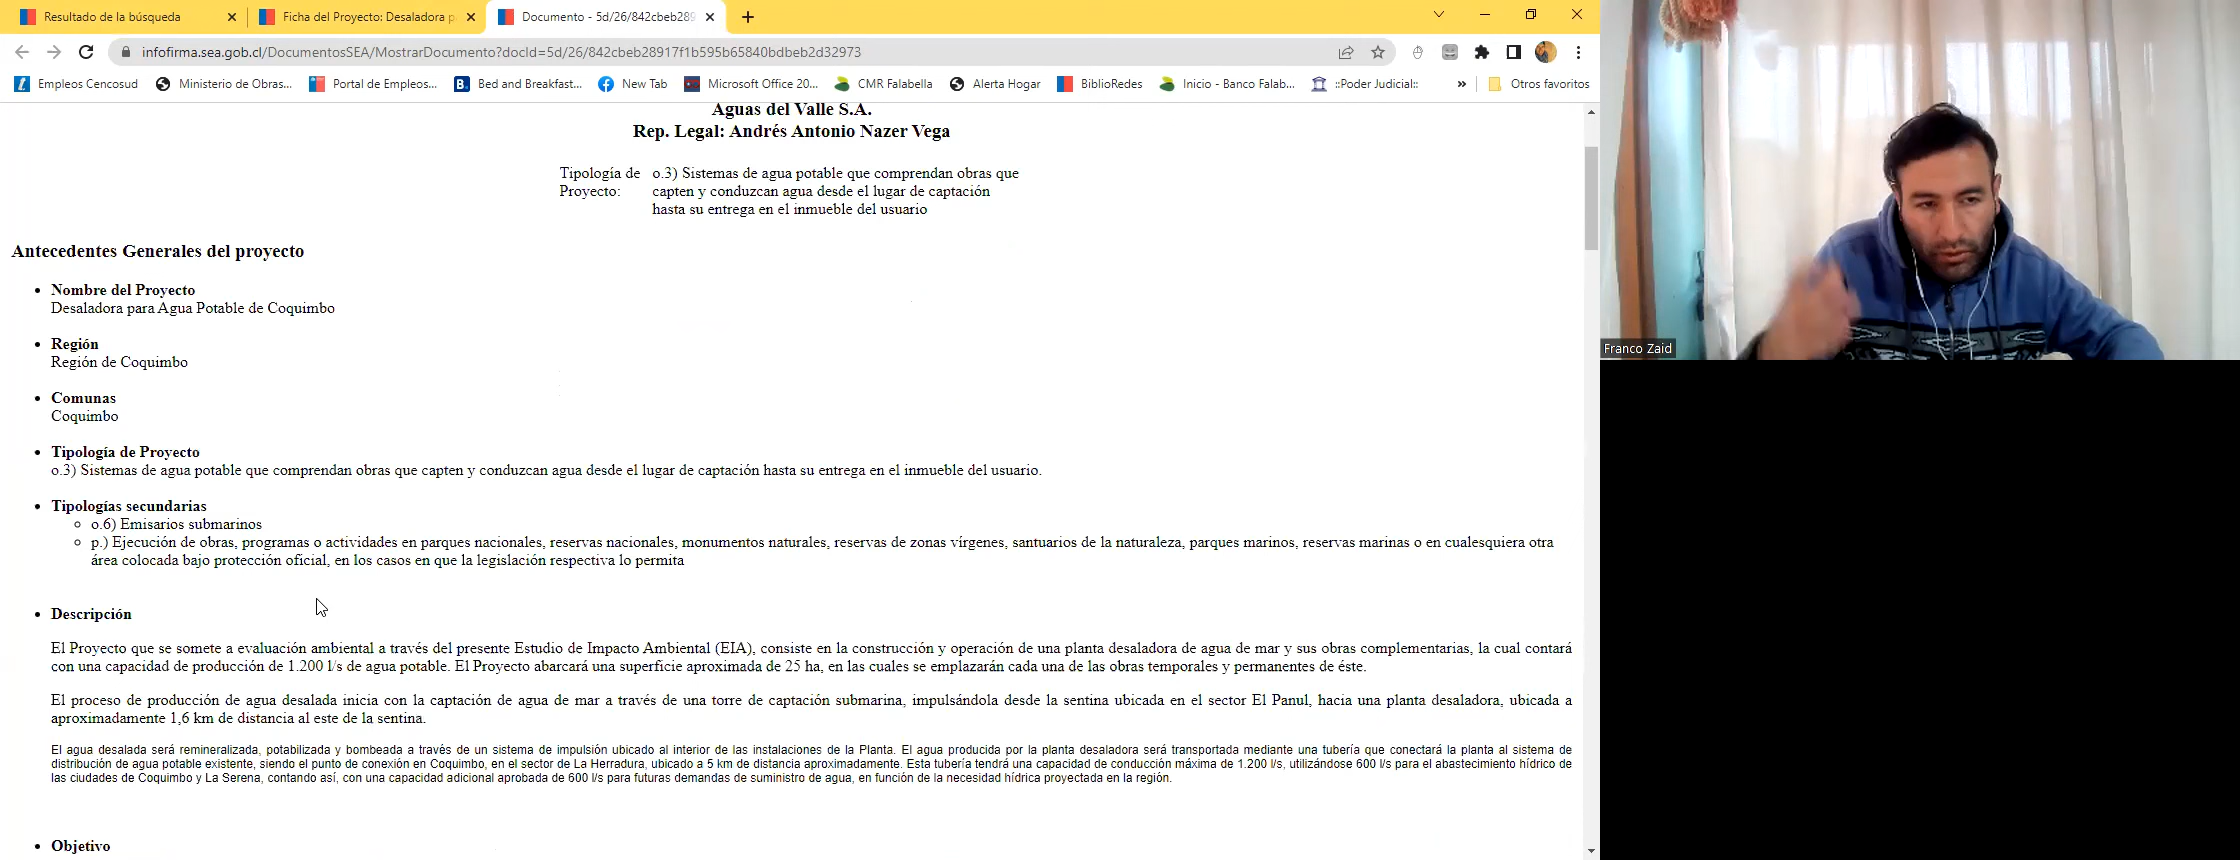 Resultado de la búsqueda
Ficha del Proyecto: Desaladora p
Documento - 5d/26/842cbeb289
infofirma.sea.gob.cl/DocumentosSEA/MostrarDocumento?docId=5d/26/842cbeb28917f1b595b65840bdbeb2d32973
Empleos Cencosud
Ministerio de Obras...
Portal de Empleos...
Bed and Breakfast...
New Tab
Microsoft Office 20...
CMR Falabella
Alerta Hogar
BiblioRedes
Inicio - Banco Falab...
::Poder Judicial::
»
Otros favoritos
Aguas del Valle S.A.
Rep. Legal: Andrés Antonio Nazer Vega
Tipología de Proyecto:
o.3) Sistemas de agua potable que comprendan obras que
capten y conduzcan agua desde el lugar de captación
hasta su entrega en el inmueble del usuario
Antecedentes Generales del proyecto
• Nombre del Proyecto
Desaladora para Agua Potable de Coquimbo
• Región
Región de Coquimbo
• Comunas
Coquimbo
• Tipología de Proyecto
o.3) Sistemas de agua potable que comprendan obras que capten y conduzcan agua desde el lugar de captación hasta su entrega en el inmueble del usuario.
• Tipologías secundarias
o.6) Emisarios submarinos
p.) Ejecución de obras, programas o actividades en parques nacionales, reservas nacionales, monumentos naturales, reservas de zonas vírgenes, santuarios de la naturaleza, parques marinos, reservas marinas o en cualesquiera otra
área colocada bajo protección oficial, en los casos en que la legislación respectiva lo permita
• Descripción
El Proyecto que se somete a evaluación ambiental a través del presente Estudio de Impacto Ambiental (EIA), consiste en la construcción y operación de una planta desaladora de agua de mar y sus obras complementarias, la cual contará
con una capacidad de producción de 1.200 l/s de agua potable. El Proyecto abarcará una superficie aproximada de 25 ha, en las cuales se emplazarán cada una de las obras temporales y permanentes de éste.
El proceso de producción de agua desalada inicia con la captación de agua de mar a través de una torre de captación submarina, impulsándola desde la sentina ubicada en el sector El Panul, hacia una planta desaladora, ubicada a
aproximadamente 1,6 km de distancia al este de la sentina.
El agua desalada será remineralizada, potabilizada y bombeada a través de un sistema de impulsión ubicado al interior de las instalaciones de la Planta. El agua producida por la planta desaladora será transportada mediante una tubería que conectará la planta al sistema de
distribución de agua potable existente, siendo el punto de conexión en Coquimbo, en el sector de La Herradura, ubicado a 5 km de distancia aproximadamente. Esta tubería tendrá una capacidad de conducción máxima de 1.200 l/s, utilizándose 600 l/s para el abastecimiento hídrico de
las ciudades de Coquimbo y La Serena, contando así, con una capacidad adicional aprobada de 600 l/s para futuras demandas de suministro de agua, en función de la necesidad hídrica proyectada en la región.
• Objetivo
Franco Zaid